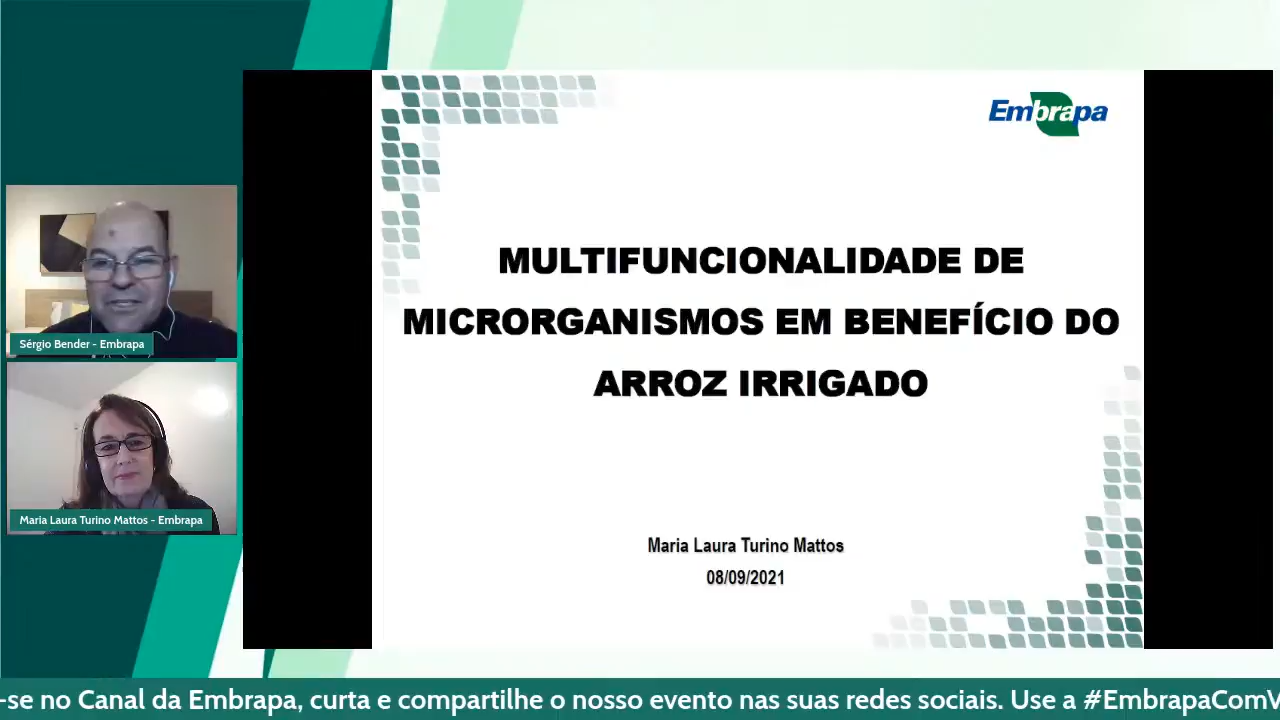 Embrapa
MULTIFUNCIONALIDADE DE
MICRORGANISMOS EM BENEFÍCIO DO
ARROZ IRRIGADO
Maria Laura Turino Mattos
08/09/2021
Sérgio Bender - Embrapa
Maria Laura Turino Mattos - Embrapa
-se no Canal da Embrapa, curta e compartilhe o nosso evento nas suas redes sociais. Use a #EmbrapaComV